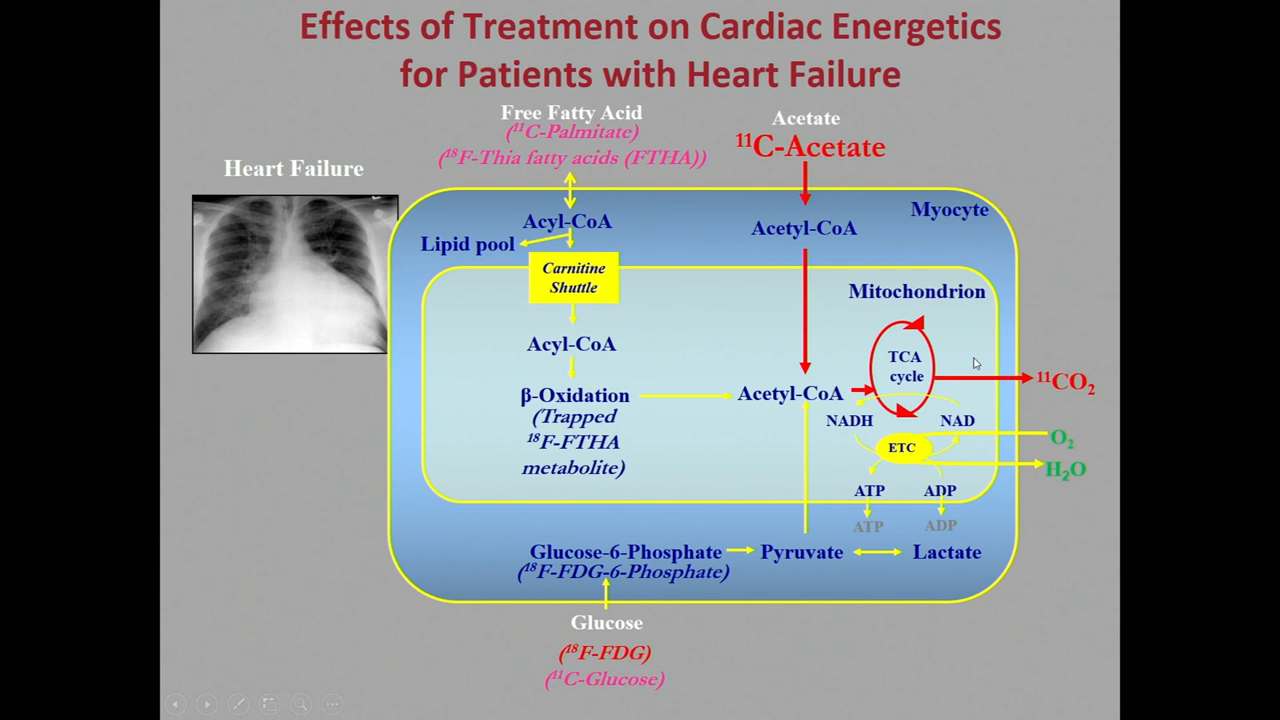 Effects of Treatment on Cardiac Energetics
for Patients with Heart Failure
Free Fatty Acid
(¹¹C-Palmitate)
(¹⁸F-Thia fatty acids (FTHA))
Acetate
¹¹C-Acetate
Heart Failure
Myocyte
Acyl-CoA
Lipid pool
Acetyl-CoA
Carnitine
Shuttle
Mitochondrion
Acyl-CoA
TCA
cycle
β-Oxidation
(Trapped
¹⁸F-FTHA
metabolite)
Acetyl-CoA
¹¹CO₂
NADH
NAD
ETC
O₂
H₂O
ATP
ADP
ATP
ADP
Glucose-6-Phosphate
(¹⁸F-FDG-6-Phosphate)
Pyruvate
Lactate
Glucose
(¹⁸F-FDG)
(¹¹C-Glucose)